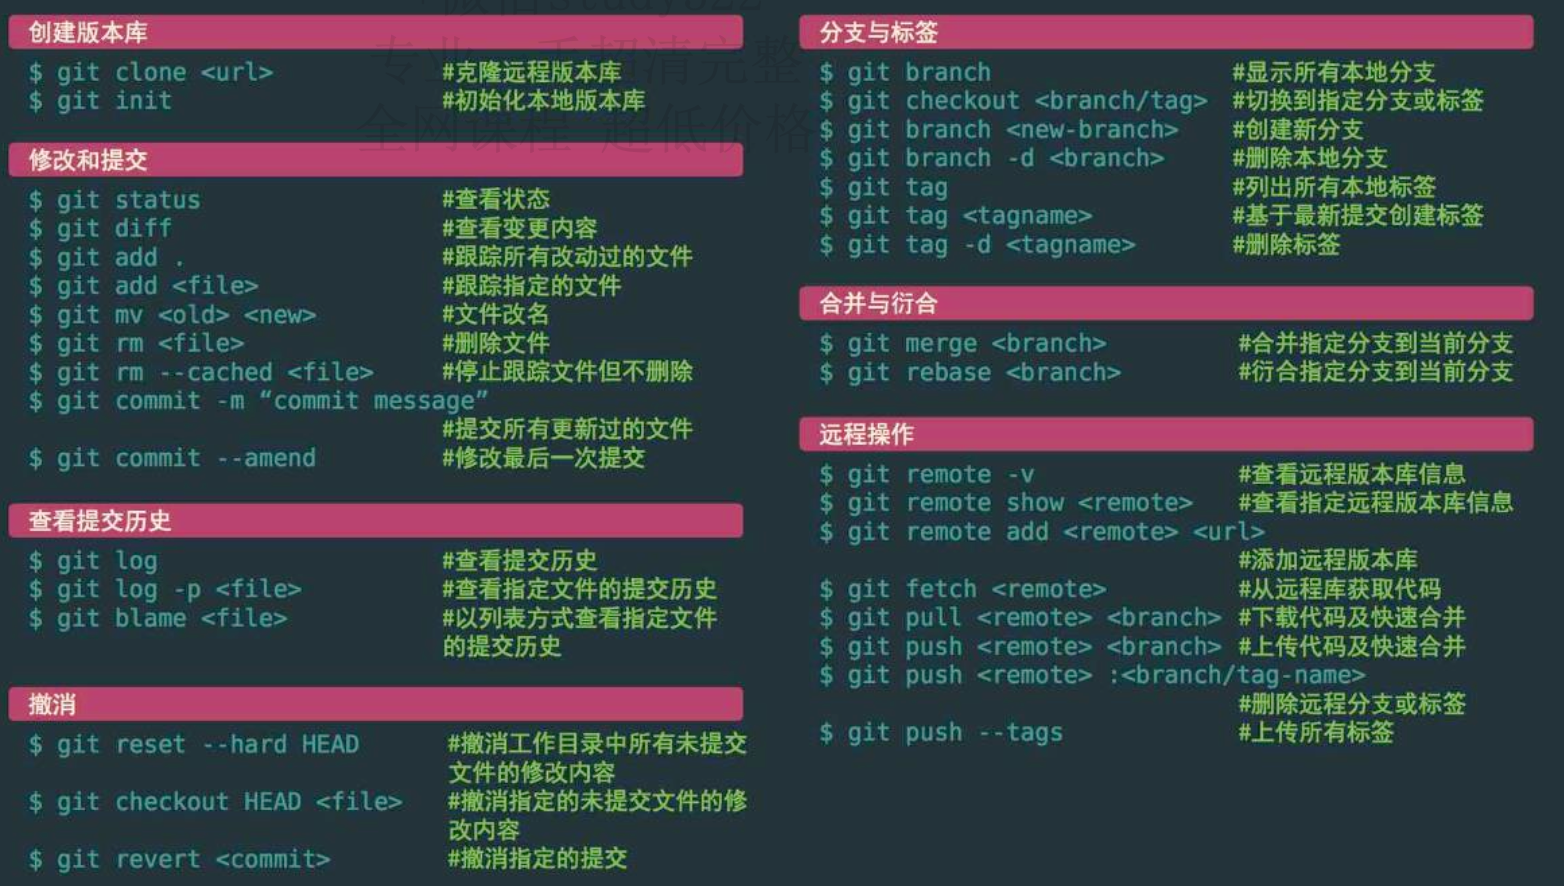 创建版本库
$ git clone <url> #克隆远程版本库
$ git init #初始化本地版本库
修改和提交
$ git status #查看状态
$ git diff #查看变更内容
$ git add . #跟踪所有改动过的文件
$ git add <file> #跟踪指定的文件
$ git mv <old> <new> #文件改名
$ git rm <file> #删除文件
$ git rm --cached <file> #停止跟踪文件但不删除
$ git commit -m “commit message”
#提交所有更新过的文件
$ git commit --amend #修改最后一次提交
查看提交历史
$ git log #查看提交历史
$ git log -p <file> #查看指定文件的提交历史
$ git blame <file> #以列表方式查看指定文件
的提交历史
撤消
$ git reset --hard HEAD #撤消工作目录中所有未提交
文件的修改内容
$ git checkout HEAD <file> #撤消指定的未提交文件的修
改内容
$ git revert <commit> #撤消指定的提交
分支与标签
$ git branch #显示所有本地分支
$ git checkout <branch/tag> #切换到指定分支或标签
$ git branch <new-branch> #创建新分支
$ git branch -d <branch> #删除本地分支
$ git tag #列出所有本地标签
$ git tag <tagname> #基于最新提交创建标签
$ git tag -d <tagname> #删除标签
合并与衍合
$ git merge <branch> #合并指定分支到当前分支
$ git rebase <branch> #衍合指定分支到当前分支
远程操作
$ git remote -v #查看远程版本库信息
$ git remote show <remote> #查看指定远程版本库信息
$ git remote add <remote> <url>
#添加远程版本库
$ git fetch <remote> #从远程库获取代码
$ git pull <remote> <branch> #下载代码及快速合并
$ git push <remote> <branch> #上传代码及快速合并
$ git push <remote> :<branch/tag-name>
#删除远程分支或标签
$ git push --tags #上传所有标签
全网课程 超低价格